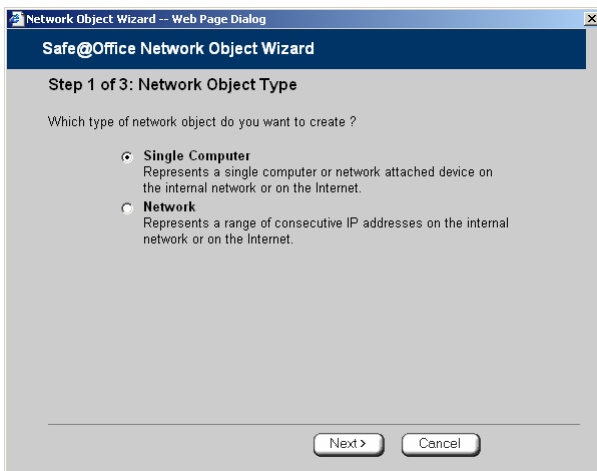 Network Object Wizard -- Web Page Dialog
Safe@Office Network Object Wizard
Step 1 of 3: Network Object Type
Which type of network object do you want to create ?
Single Computer
Represents a single computer or network attached device on
the internal network or on the Internet.
Network
Represents a range of consecutive IP addresses on the internal
network or on the Internet.
Next >
Cancel